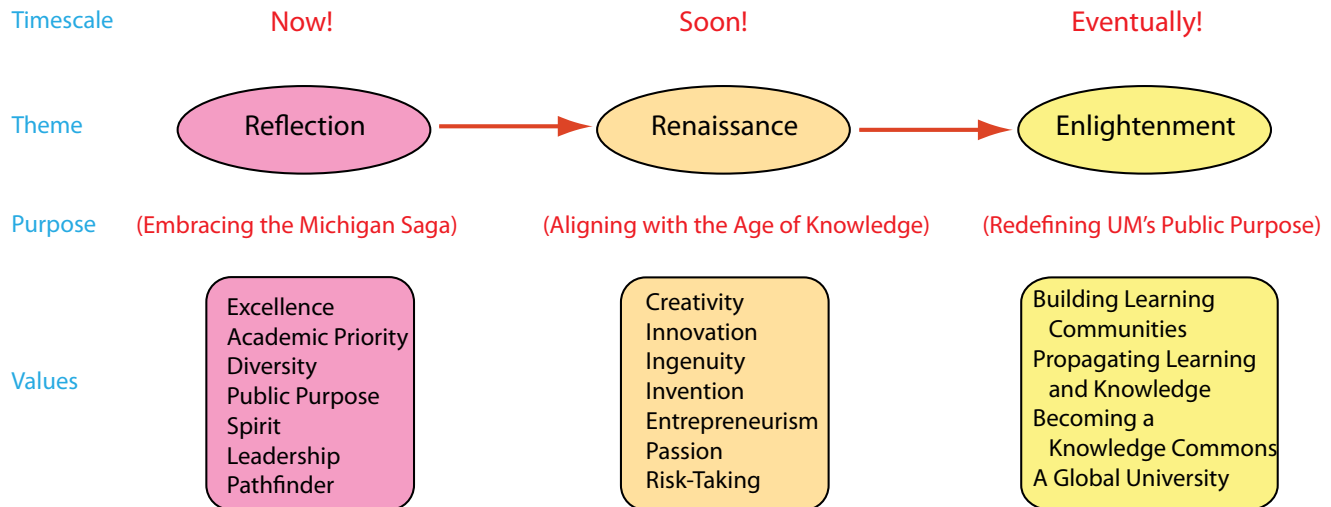 Timescale Now! Soon! Eventually!
Theme Reflection Renaissance Enlightenment
Purpose (Embracing the Michigan Saga) (Aligning with the Age of Knowledge) (Redefining UM's Public Purpose)
Values
Excellence
Academic Priority
Diversity
Public Purpose
Spirit
Leadership
Pathfinder
Creativity
Innovation
Ingenuity
Invention
Entrepreneurism
Passion
Risk-Taking
Building Learning
Communities
Propagating Learning
and Knowledge
Becoming a
Knowledge Commons
A Global University